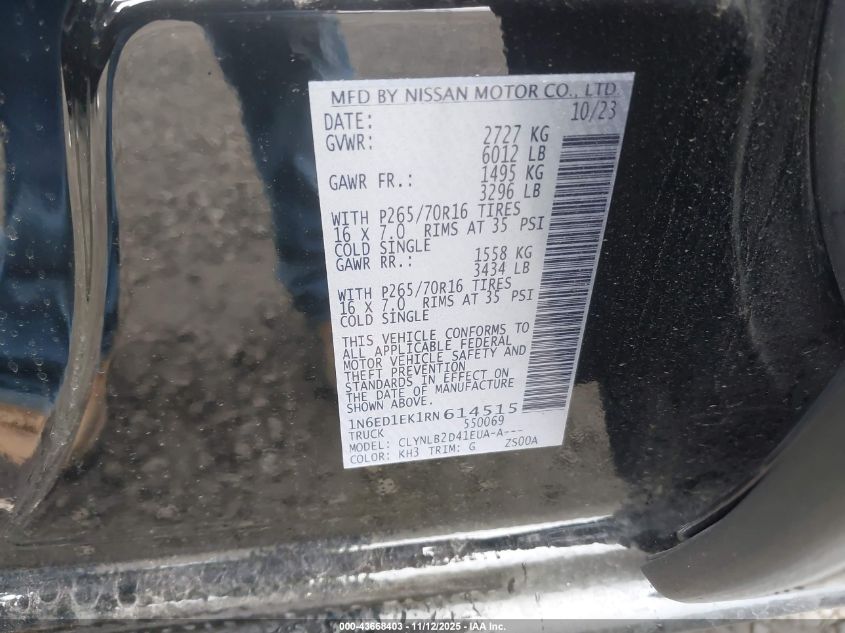 MFD BY NISSAN MOTOR CO., LTD.
DATE: 10/23
GVWR: 2727 KG
6012 LB
GAWR FR.: 1495 KG
3296 LB
WITH P265/70R16 TIRES
16 X 7.0 RIMS AT 35 PSI
COLD SINGLE
GAWR RR.: 1558 KG
3434 LB
WITH P265/70R16 TIRES
16 X 7.0 RIMS AT 35 PSI
COLD SINGLE
THIS VEHICLE CONFORMS TO
ALL APPLICABLE FEDERAL
MOTOR VEHICLE SAFETY AND
THEFT PREVENTION
STANDARDS IN EFFECT ON
THE DATE OF MANUFACTURE
SHOWN ABOVE.
1N6ED1EK1RN614515
TRUCK 550069
MODEL: CLYNLB2D41EUA-A---
COLOR: KH3 TRIM: G ZS00A
000-43668403 - 11/12/2025 - IAA Inc.